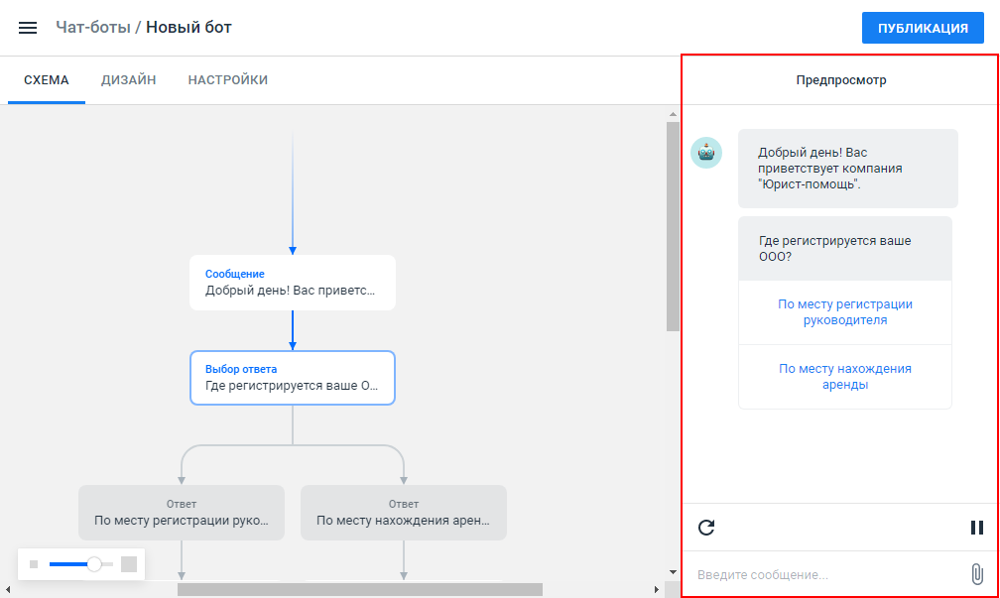 Чат-боты / Новый бот
ПУБЛИКАЦИЯ
СХЕМА
ДИЗАЙН
НАСТРОЙКИ
Сообщение
Добрый день! Вас приветс...
Выбор ответа
Где регистрируется ваше О...
Ответ
По месту регистрации руко...
Ответ
По месту нахождения арен...
Предпросмотр
Добрый день! Вас
приветствует компания
"Юрист-помощь".
Где регистрируется ваше
ООО?
По месту регистрации
руководителя
По месту нахождения
аренды
Введите сообщение...